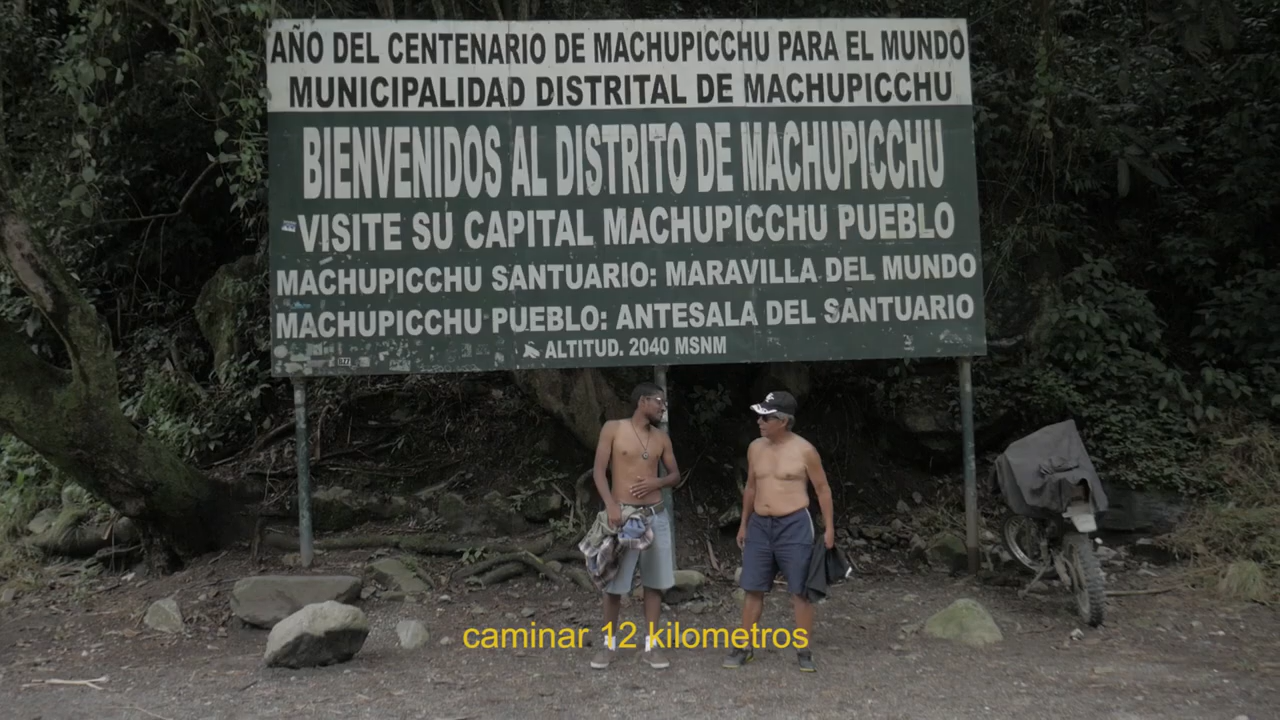 AÑO DEL CENTENARIO DE MACHUPICCHU PARA EL MUNDO
MUNICIPALIDAD DISTRITAL DE MACHUPICCHU
BIENVENIDOS AL DISTRITO DE MACHUPICCHU
VISITE SU CAPITAL MACHUPICCHU PUEBLO
MACHUPICCHU SANTUARIO: MARAVILLA DEL MUNDO
MACHUPICCHU PUEBLO: ANTESALA DEL SANTUARIO
ALTITUD. 2040 MSNM
caminar 12 kilometros